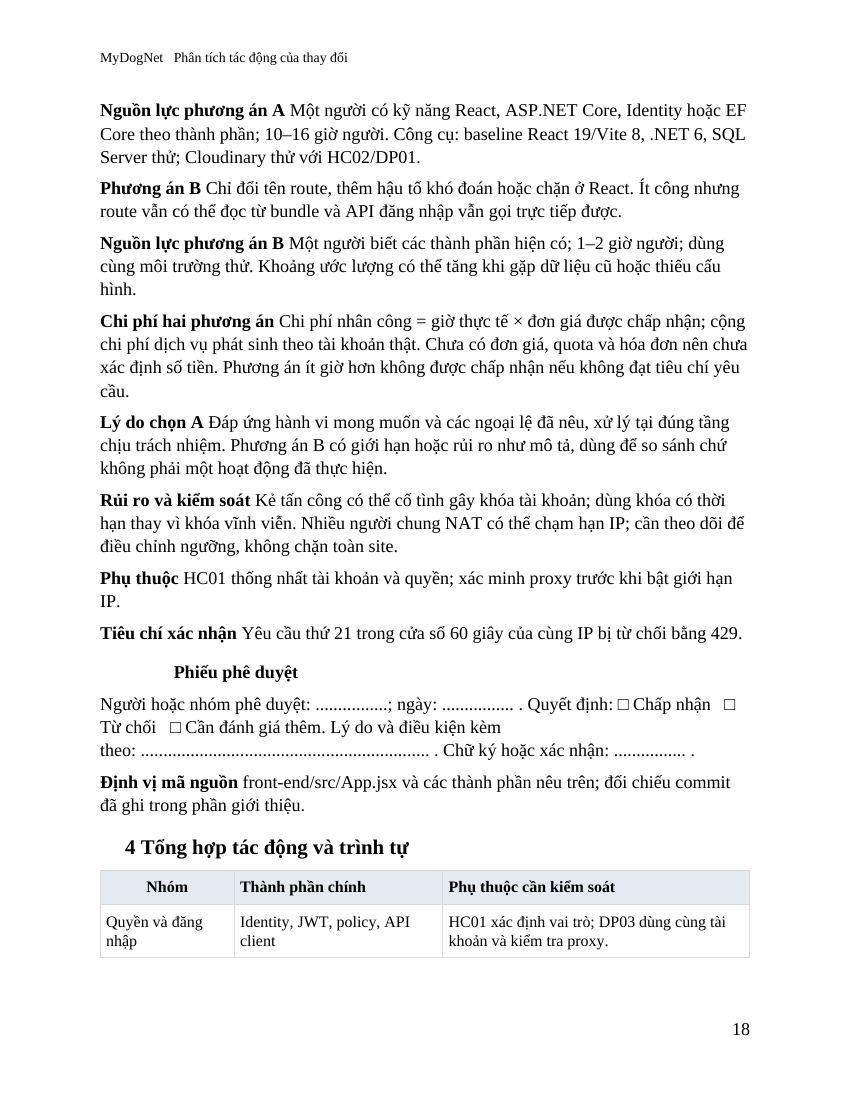 MyDogNet Phân tích tác động của thay đổi
Nguồn lực phương án A Một người có kỹ năng React, ASP.NET Core, Identity hoặc EF
Core theo thành phần; 10–16 giờ người. Công cụ: baseline React 19/Vite 8, .NET 6, SQL
Server thử; Cloudinary thử với HC02/DP01.
Phương án B Chỉ đổi tên route, thêm hậu tố khó đoán hoặc chặn ở React. Ít công nhưng
route vẫn có thể đọc từ bundle và API đăng nhập vẫn gọi trực tiếp được.
Nguồn lực phương án B Một người biết các thành phần hiện có; 1–2 giờ người; dùng
cùng môi trường thử. Khoảng ước lượng có thể tăng khi gặp dữ liệu cũ hoặc thiếu cấu
hình.
Chi phí hai phương án Chi phí nhân công = giờ thực tế × đơn giá được chấp nhận; cộng
chi phí dịch vụ phát sinh theo tài khoản thật. Chưa có đơn giá, quota và hóa đơn nên chưa
xác định số tiền. Phương án ít giờ hơn không được chấp nhận nếu không đạt tiêu chí yêu
cầu.
Lý do chọn A Đáp ứng hành vi mong muốn và các ngoại lệ đã nêu, xử lý tại đúng tầng
chịu trách nhiệm. Phương án B có giới hạn hoặc rủi ro như mô tả, dùng để so sánh chứ
không phải một hoạt động đã thực hiện.
Rủi ro và kiểm soát Kẻ tấn công có thể cố tình gây khóa tài khoản; dùng khóa có thời
hạn thay vì khóa vĩnh viễn. Nhiều người chung NAT có thể chạm hạn IP; cần theo dõi để
điều chỉnh ngưỡng, không chặn toàn site.
Phụ thuộc HC01 thống nhất tài khoản và quyền; xác minh proxy trước khi bật giới hạn
IP.
Tiêu chí xác nhận Yêu cầu thứ 21 trong cửa sổ 60 giây của cùng IP bị từ chối bằng 429.
Phiếu phê duyệt
Người hoặc nhóm phê duyệt: ................; ngày: ................ . Quyết định: □ Chấp nhận □
Từ chối □ Cần đánh giá thêm. Lý do và điều kiện kèm
theo: ................................................................ . Chữ ký hoặc xác nhận: ................ .
Định vị mã nguồn front-end/src/App.jsx và các thành phần nêu trên; đối chiếu commit
đã ghi trong phần giới thiệu.
4 Tổng hợp tác động và trình tự
Nhóm Thành phần chính Phụ thuộc cần kiểm soát
Quyền và đăng nhập Identity, JWT, policy, API client HC01 xác định vai trò; DP03 dùng cùng tài khoản và kiểm tra proxy.
18